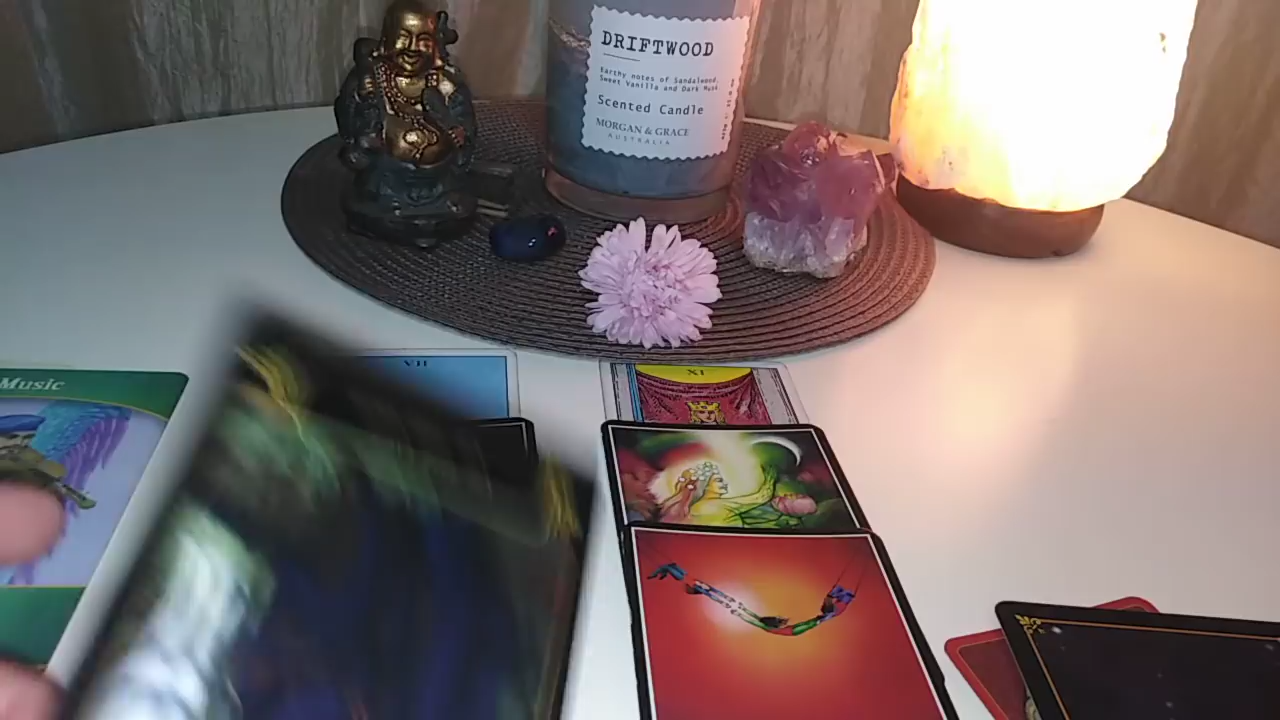 DRIFTWOOD
Earthy notes of Sandalwood,
Sweet Vanilla and Dark Musk
Scented Candle
MORGAN & GRACE
AUSTRALIA
VII
XI
Music